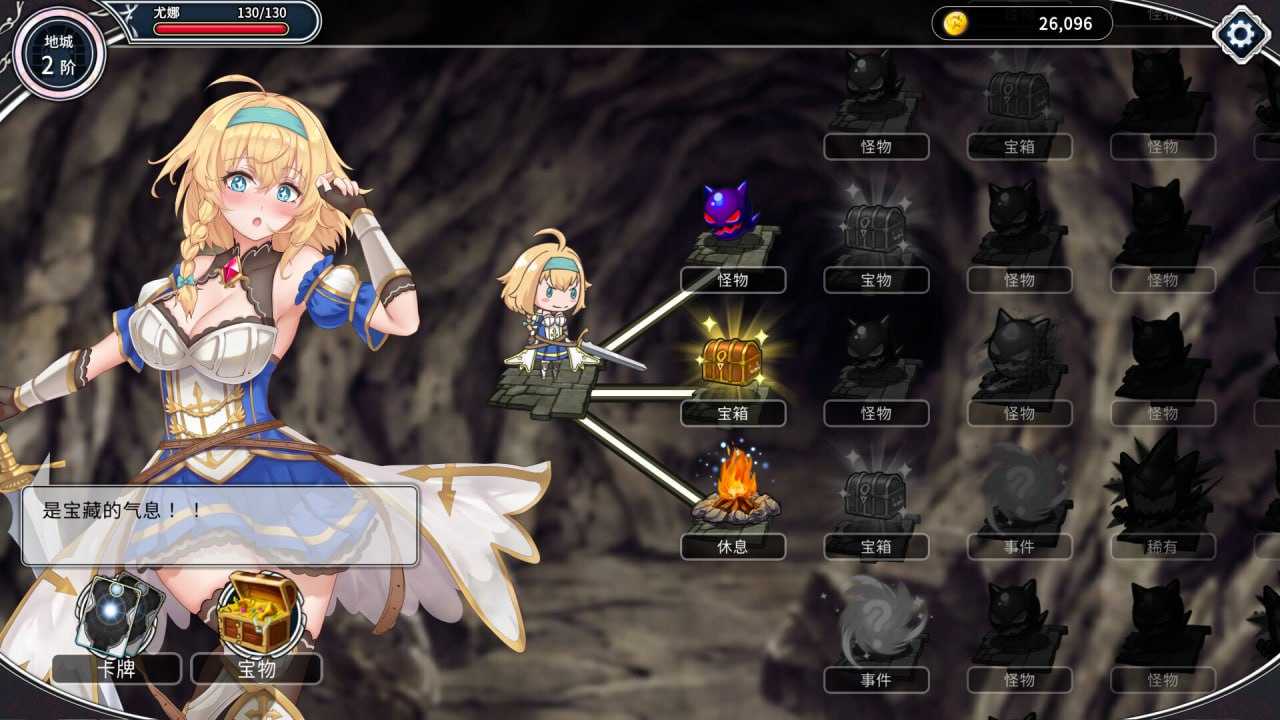 尤娜 130/130
地城
2 阶
26,096
怪物 宝箱 怪物
怪物 宝物 怪物 怪物
宝箱 怪物 怪物 怪物
是宝藏的气息！！
休息 宝箱 事件 稀有
卡牌 宝物
事件 怪物 怪物